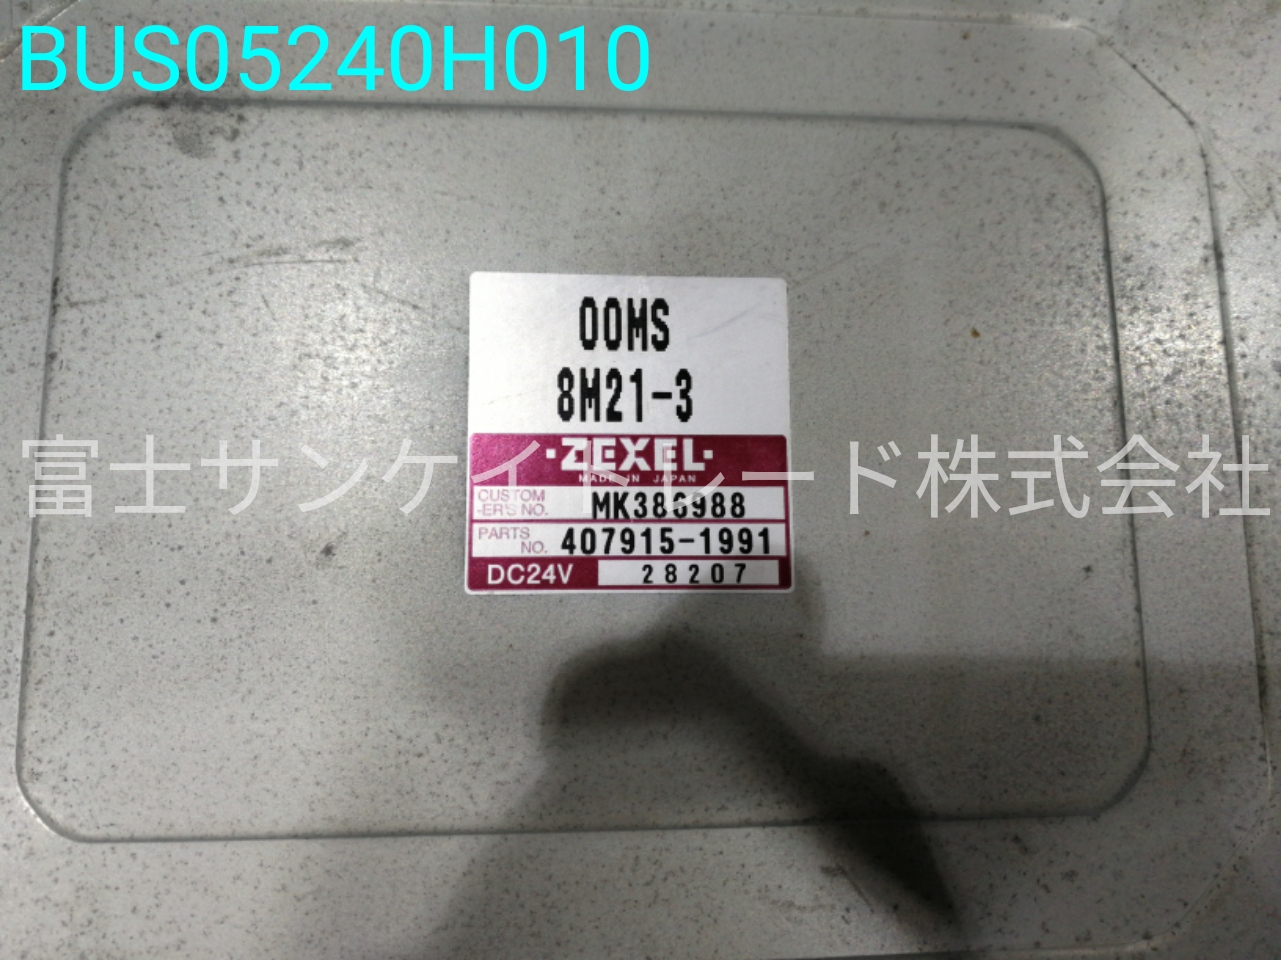 BUS05240H010
00MS
8M21-3
富士サンケイトレード株式会社
·ZEXEL·
MADE IN JAPAN
CUSTOM
-ER'S NO. MK386988
PARTS
NO. 407915-1991
DC24V 28207